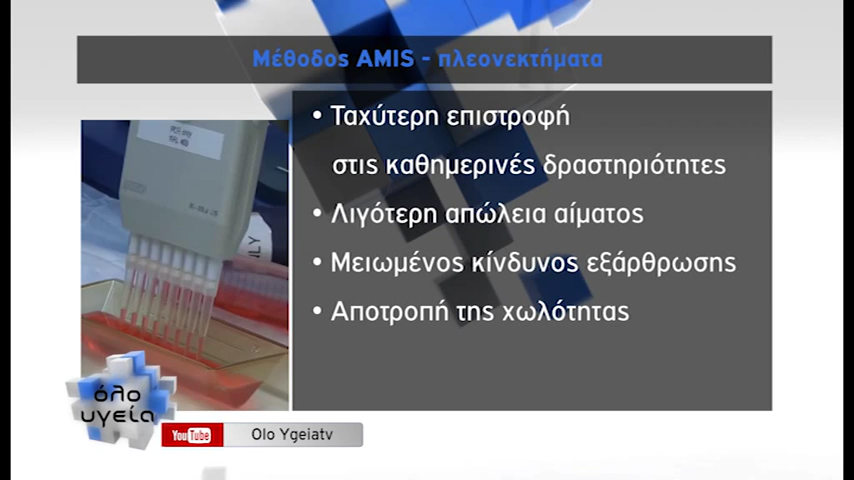 Μέθοδος AMIS - πλεονεκτήματα
• Ταχύτερη επιστροφή
στις καθημερινές δραστηριότητες
• Λιγότερη απώλεια αίματος
• Μειωμένος κίνδυνος εξάρθρωσης
• Αποτροπή της χωλότητας
όλο
υγεία
YouTube
Olo Ygeiatv